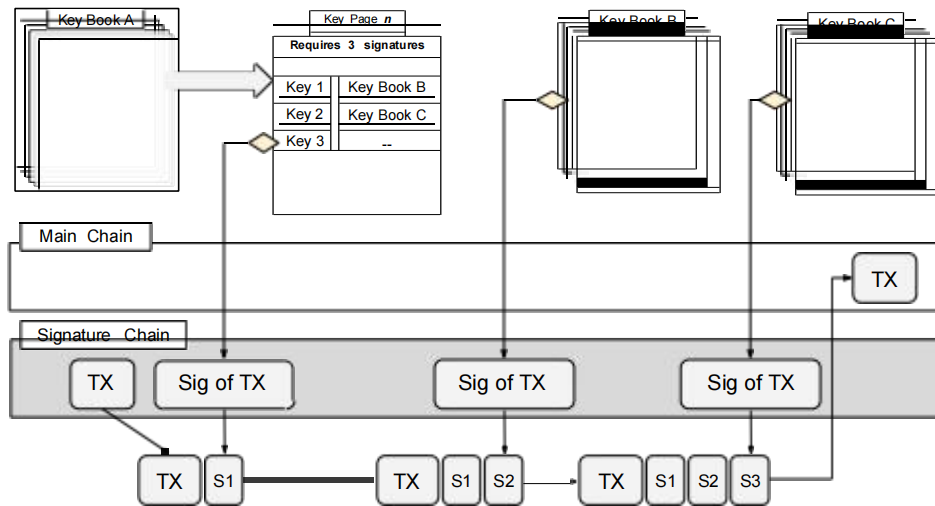 Key Book A
Key Page n
Key Book B
Key Book C
Requires 3 signatures
Key 1 Key Book B
Key 2 Key Book C
Key 3 --
Main Chain
TX
Signature Chain
TX Sig of TX Sig of TX Sig of TX
TX S1 TX S1 S2 TX S1 S2 S3